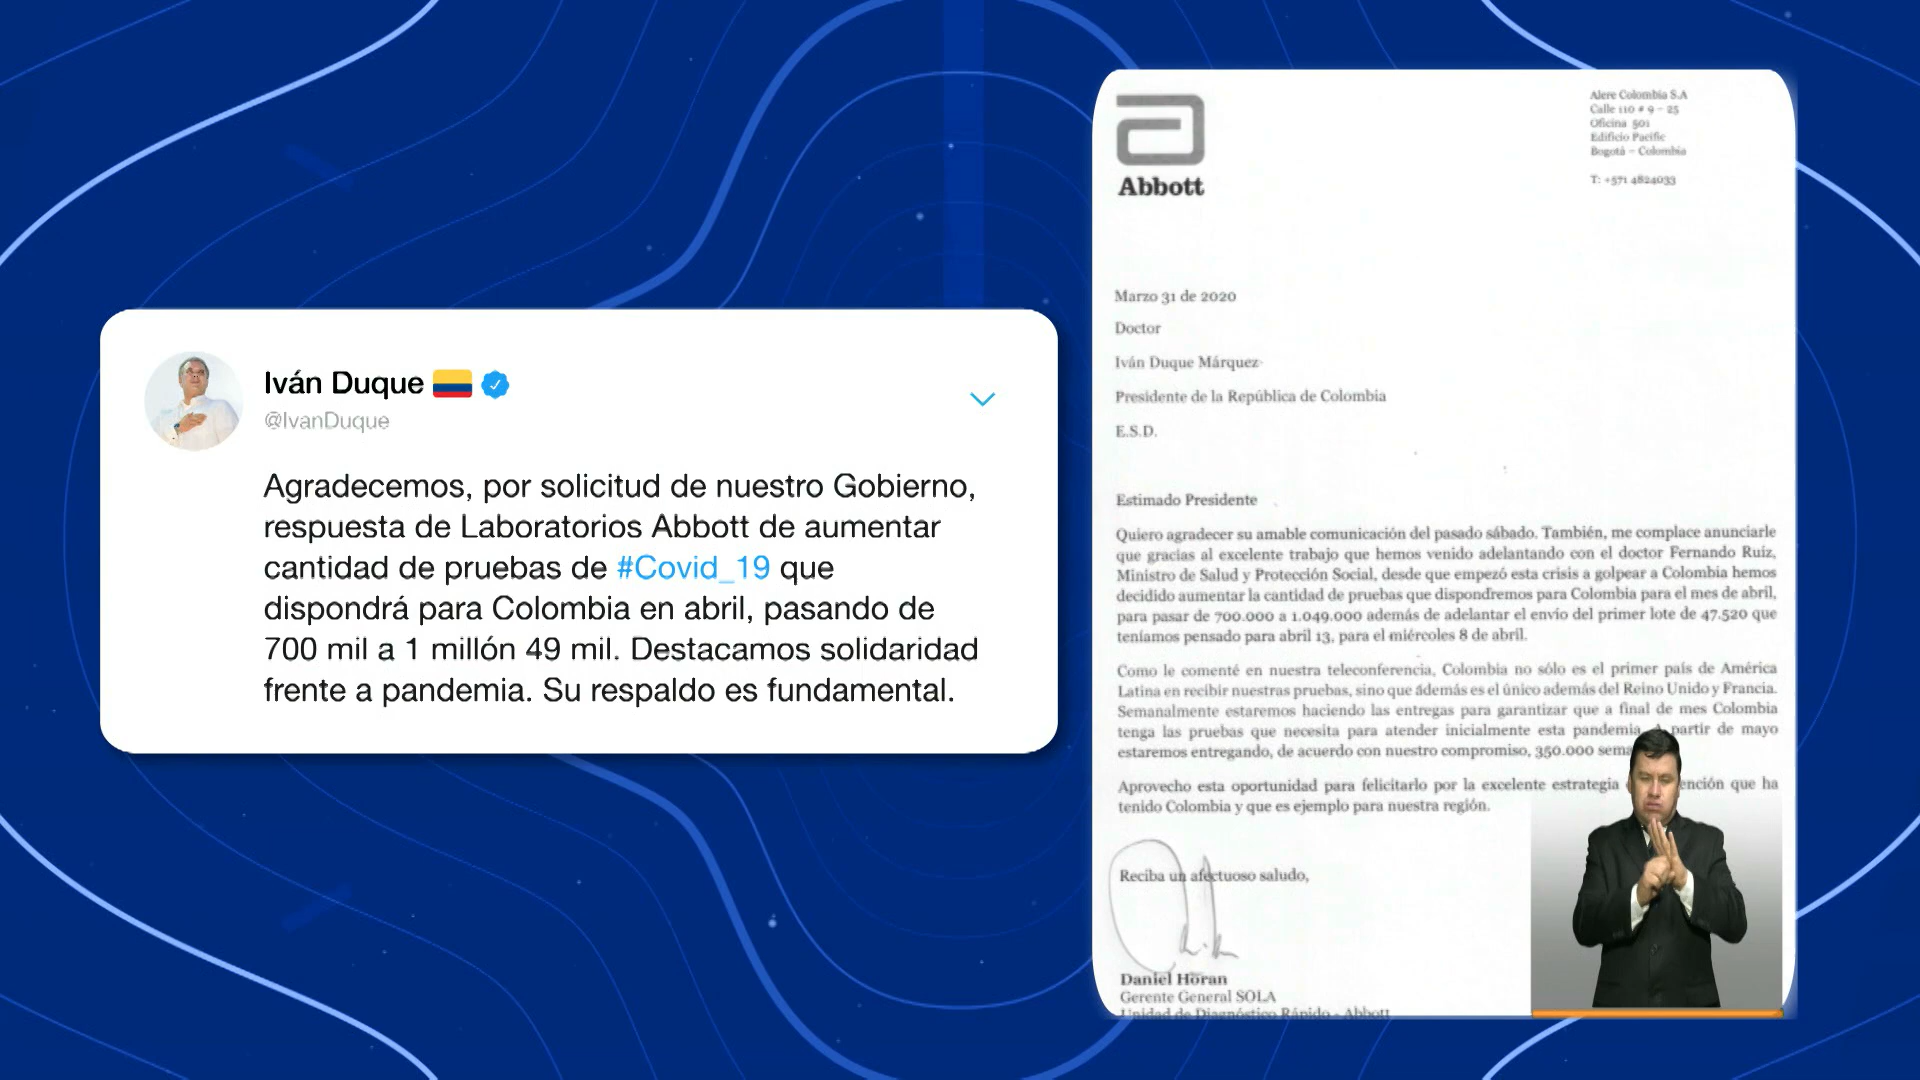 Iván Duque
@IvanDuque
Agradecemos, por solicitud de nuestro Gobierno,
respuesta de Laboratorios Abbott de aumentar
cantidad de pruebas de #Covid_19 que
dispondrá para Colombia en abril, pasando de
700 mil a 1 millón 49 mil. Destacamos solidaridad
frente a pandemia. Su respaldo es fundamental.
Abbott
Alere Colombia S.A
Calle 110 # 9 - 25
Oficina 501
Edificio Pacific
Bogotá - Colombia
T: +571 4824033
Marzo 31 de 2020
Doctor
Iván Duque Márquez
Presidente de la República de Colombia
E.S.D.
Estimado Presidente
Quiero agradecer su amable comunicación del pasado sábado. También, me complace anunciarle
que gracias al excelente trabajo que hemos venido adelantando con el doctor Fernando Ruiz,
Ministro de Salud y Protección Social, desde que empezó esta crisis a golpear a Colombia hemos
decidido aumentar la cantidad de pruebas que dispondremos para Colombia para el mes de abril,
para pasar de 700.000 a 1.049.000 además de adelantar el envío del primer lote de 47.520 que
teníamos pensado para abril 13, para el miércoles 8 de abril.
Como le comenté en nuestra teleconferencia, Colombia no sólo es el primer país de América
Latina en recibir nuestras pruebas, sino que además es el único además del Reino Unido y Francia.
Semanalmente estaremos haciendo las entregas para garantizar que a final de mes Colombia
tenga las pruebas que necesita para atender inicialmente esta pandemia. A partir de mayo
estaremos entregando, de acuerdo con nuestro compromiso, 350.000 sema
Aprovecho esta oportunidad para felicitarlo por la excelente estrategia ención que ha
tenido Colombia y que es ejemplo para nuestra región.
Reciba un afectuoso saludo,
Daniel Horan
Gerente General SOLA
Unidad de Diagnóstico Rápido - Abbott